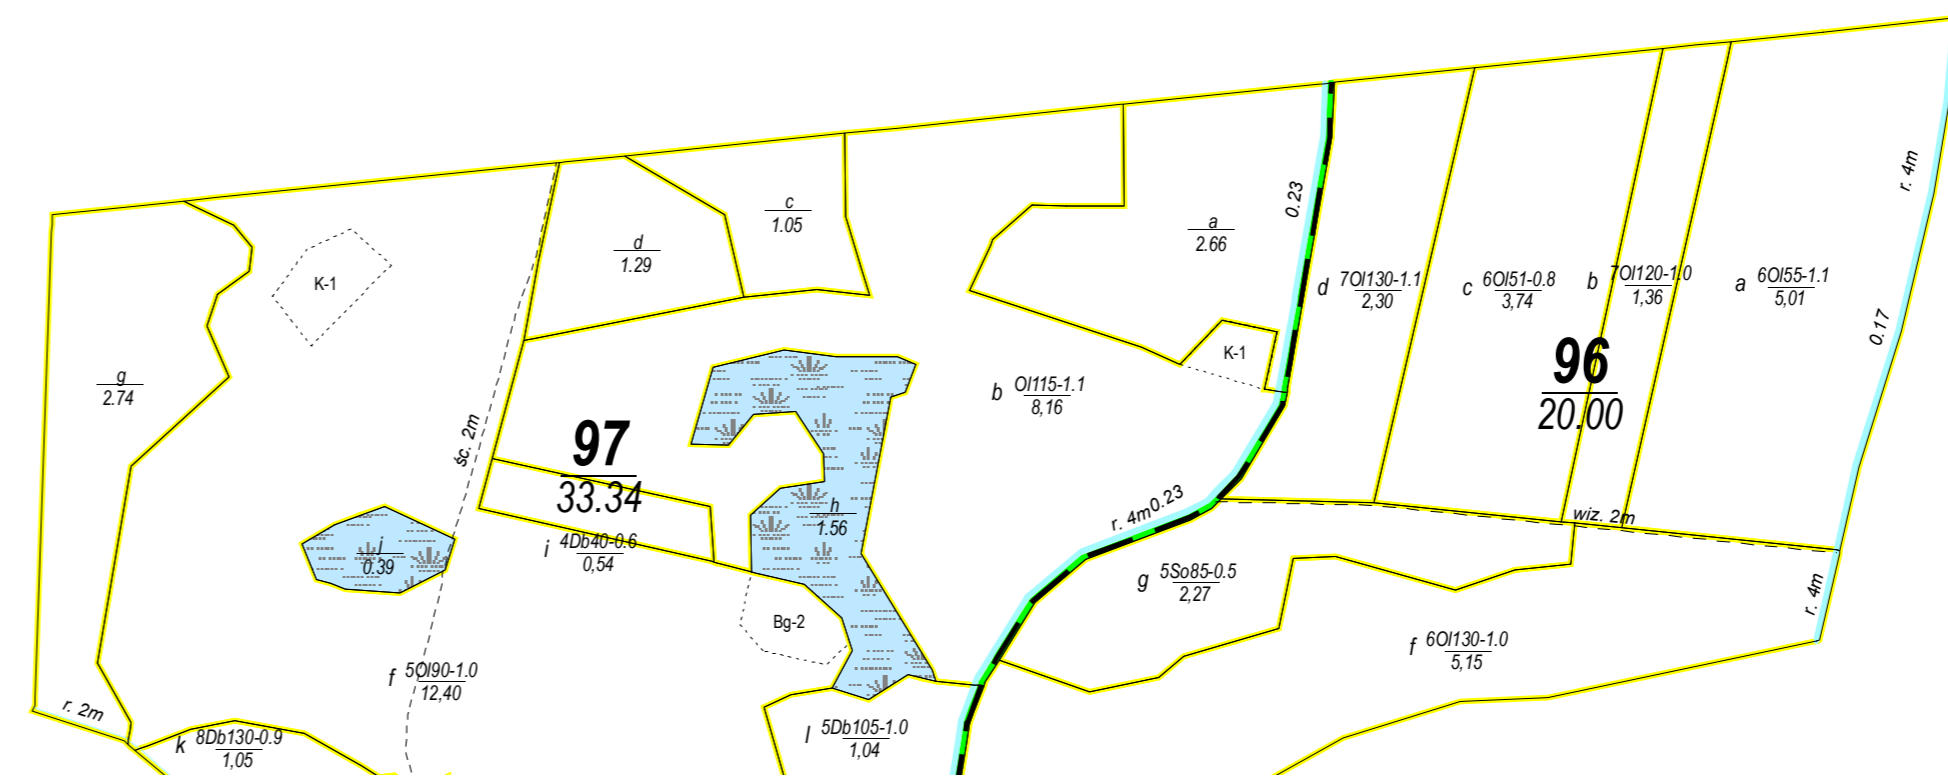 r. 4m
c
1.05
0.23
a
2.66
d
1.29
K-1
d 7Ol130-1.1
2,30
c 6Ol51-0.8
3,74
b 7Ol120-1.0
1,36
a 6Ol55-1.1
5,01
0.17
96
20.00
K-1
g
2.74
b Ol115-1.1
8,16
śc. 2m
97
33.34
h
1.56
r. 4m
0.23
wiz. 2m
j
0.39
i 4Db40-0.6
0,54
g 5So85-0.5
2,27
r. 4m
Bg-2
f 6Ol130-1.0
5,15
f 5Ol90-1.0
12,40
r. 2m
k 8Db130-0.9
1,05
l 5Db105-1.0
1,04